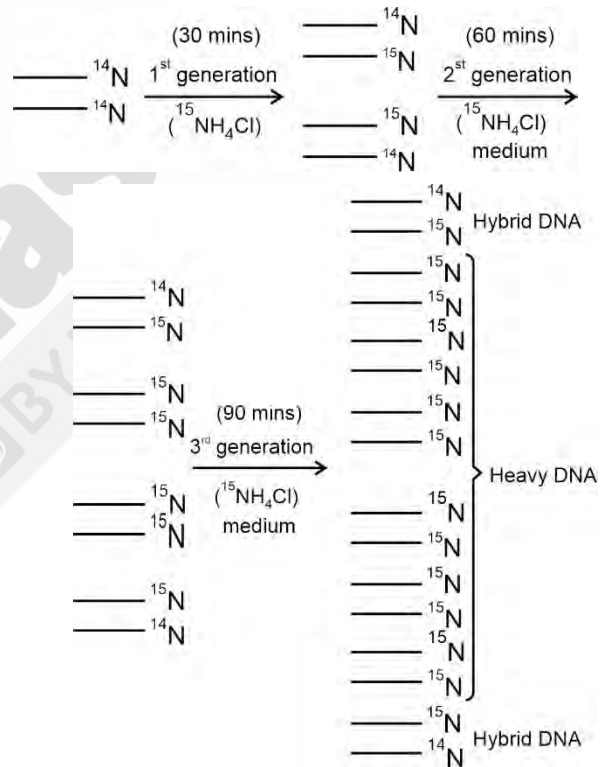 ¹⁴N
¹⁴N
(30 mins)
1ˢᵗ generation
(¹⁵NH₄Cl)
¹⁴N
¹⁵N
¹⁵N
¹⁴N
(60 mins)
2ˢᵗ generation
(¹⁵NH₄Cl)
medium
¹⁴N
¹⁵N
¹⁵N
¹⁵N
¹⁵N
¹⁵N
¹⁵N
¹⁴N
(90 mins)
3ʳᵈ generation
(¹⁵NH₄Cl)
medium
¹⁴N
¹⁵N
Hybrid DNA
¹⁵N
¹⁵N
¹⁵N
¹⁵N
¹⁵N
¹⁵N
¹⁵N
¹⁵N
¹⁵N
¹⁵N
¹⁵N
¹⁵N
Heavy DNA
¹⁵N
¹⁴N
Hybrid DNA